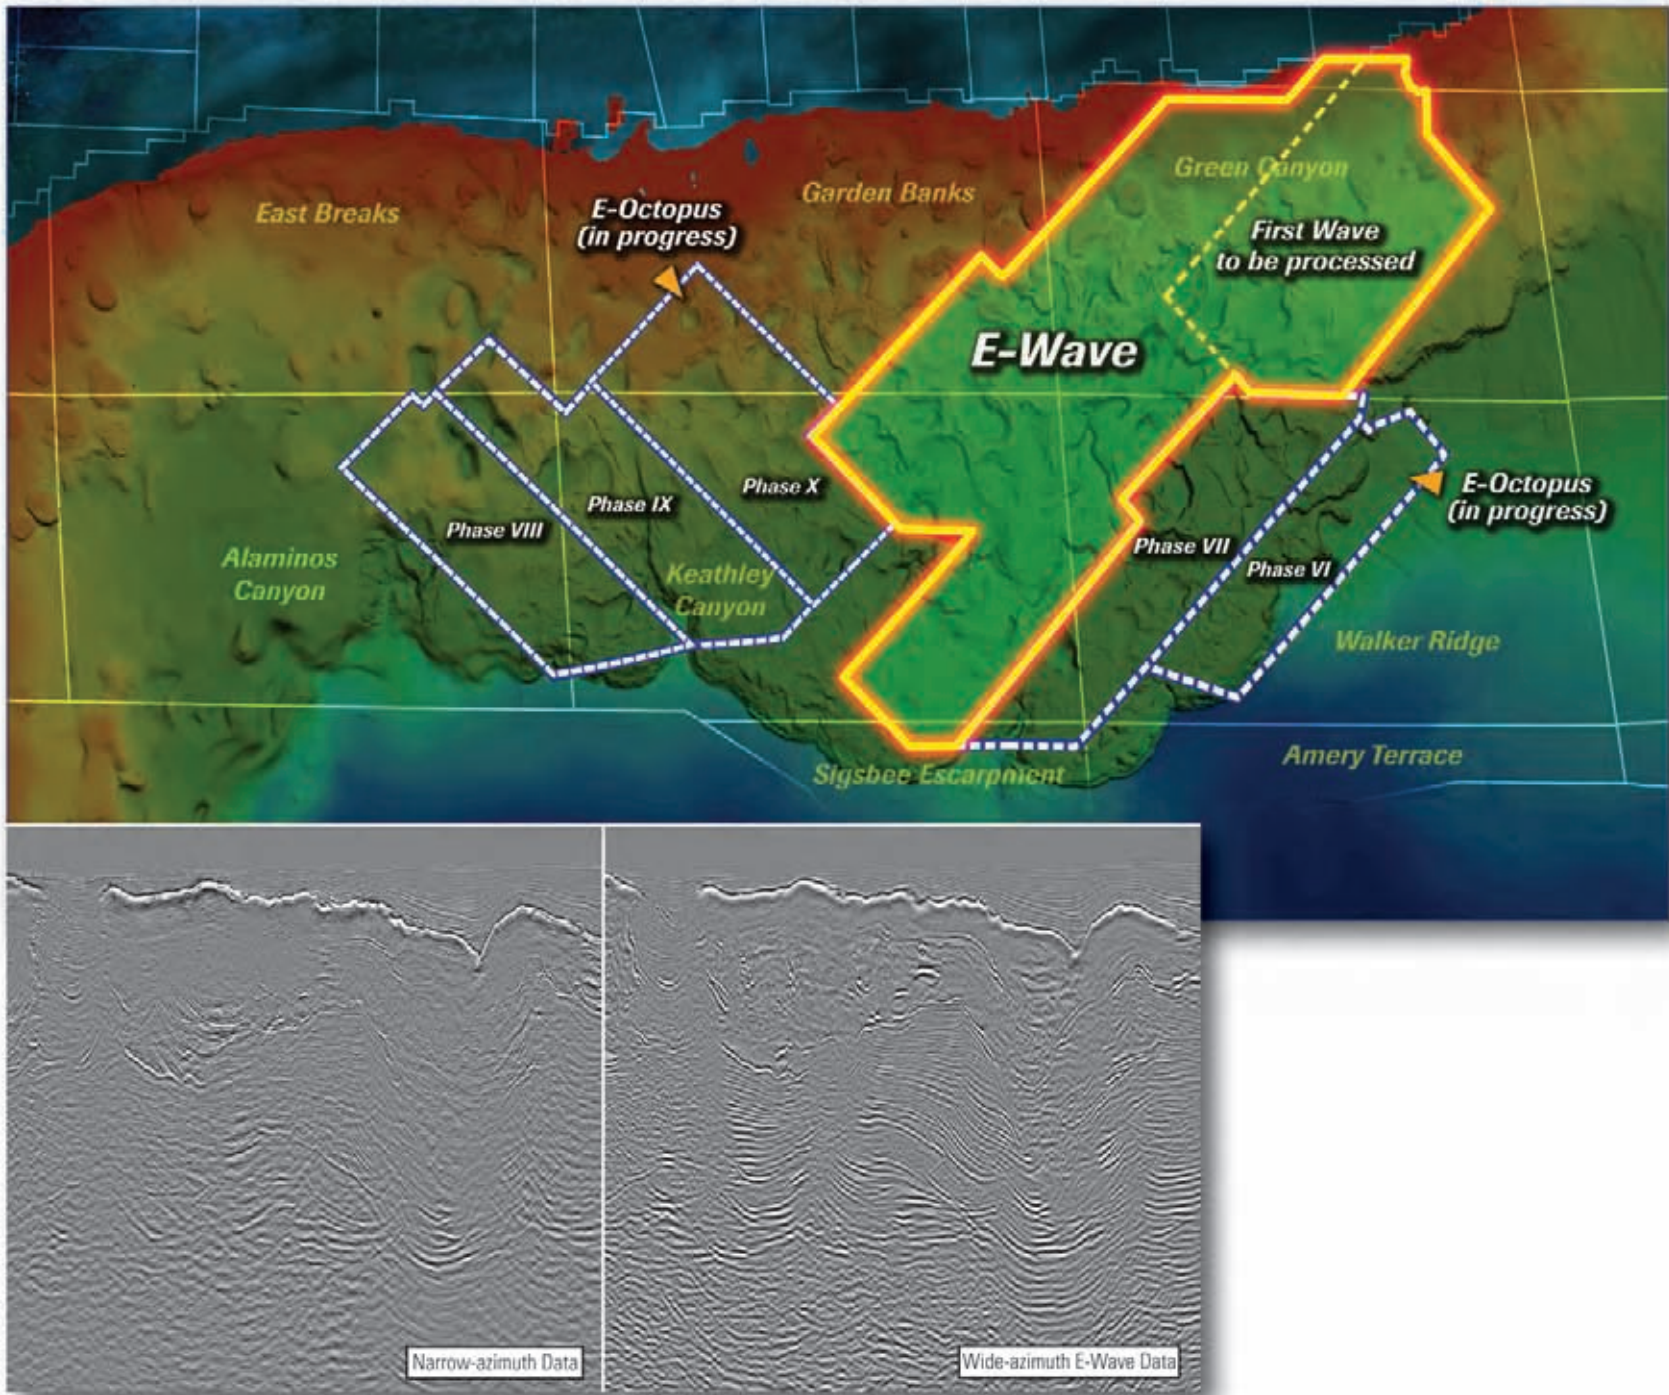 Green Canyon
Garden Banks
East Breaks
E-Octopus
(in progress)
First Wave
to be processed
E-Wave
Phase X
Phase IX
Phase VIII
E-Octopus
(in progress)
Phase VII
Phase VI
Alaminos
Canyon
Keathley
Canyon
Walker Ridge
Amery Terrace
Sigsbee Escarpment
Narrow-azimuth Data
Wide-azimuth E-Wave Data